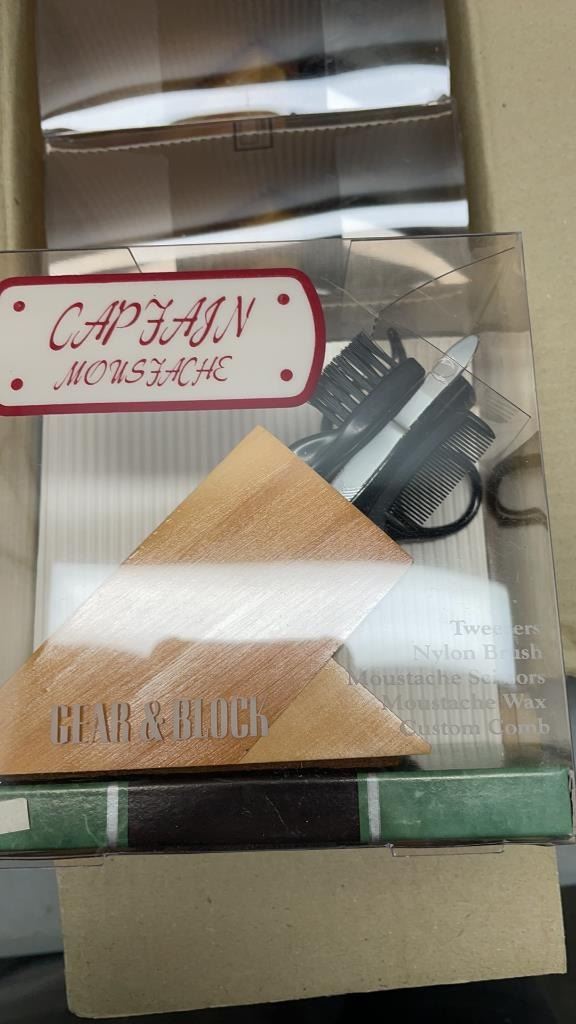 CAPTAIN
MOUSTACHE
Tweezers
Nylon Brush
Moustache Scissors
Moustache Wax
Custom Comb
GEAR & BLOCK